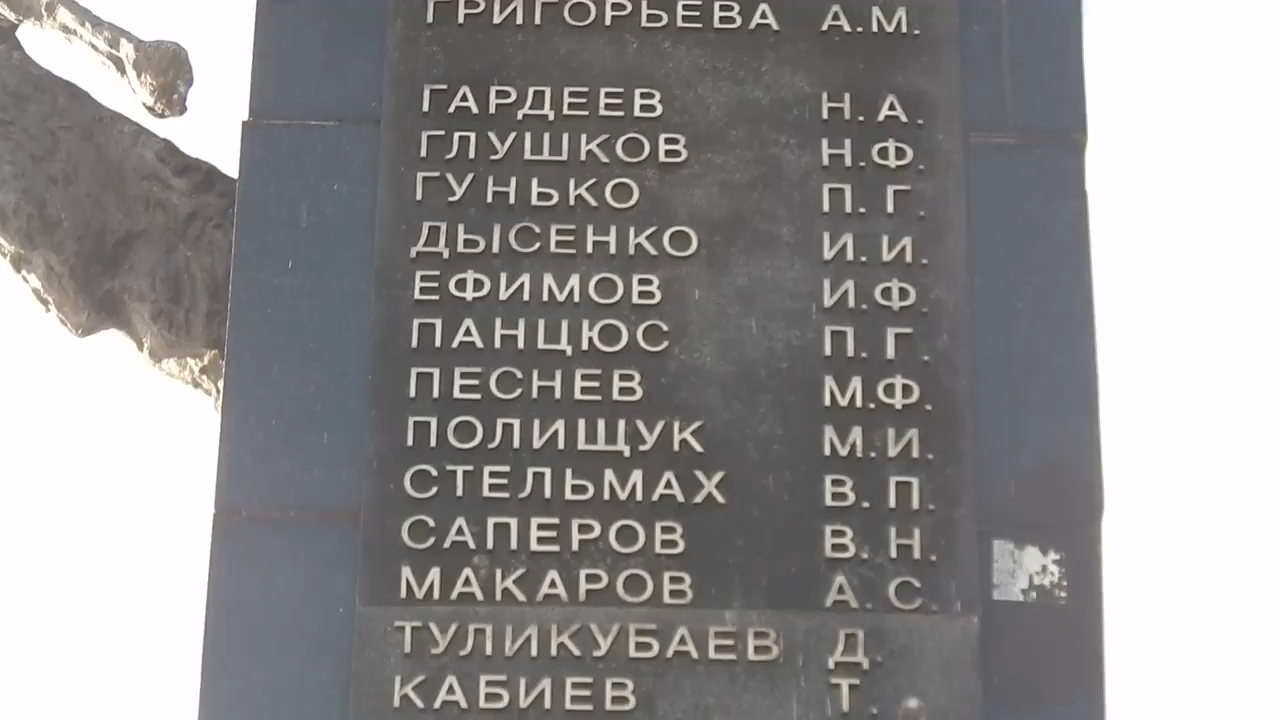 ГРИГОРЬЕВА А.М.
ГАРДЕЕВ Н.А.
ГЛУШКОВ Н.Ф.
ГУНЬКО П.Г.
ДЫСЕНКО И.И.
ЕФИМОВ И.Ф.
ПАНЦЮС П.Г.
ПЕСНЕВ М.Ф.
ПОЛИЩУК М.И.
СТЕЛЬМАХ В.П.
САПЕРОВ В.Н.
МАКАРОВ А.С.
ТУЛИКУБАЕВ Д.
КАБИЕВ Т.